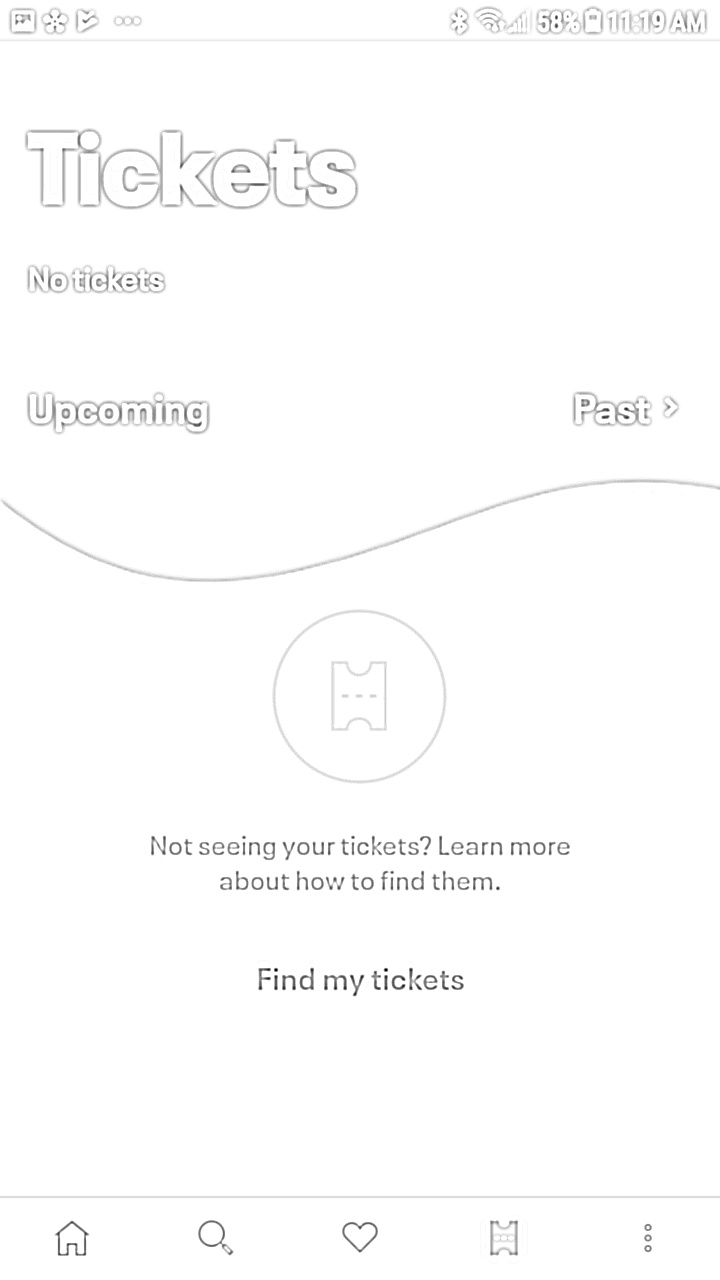 58% 11:19 AM
Tickets
No tickets
Upcoming
Past >
Not seeing your tickets? Learn more
about how to find them.
Find my tickets